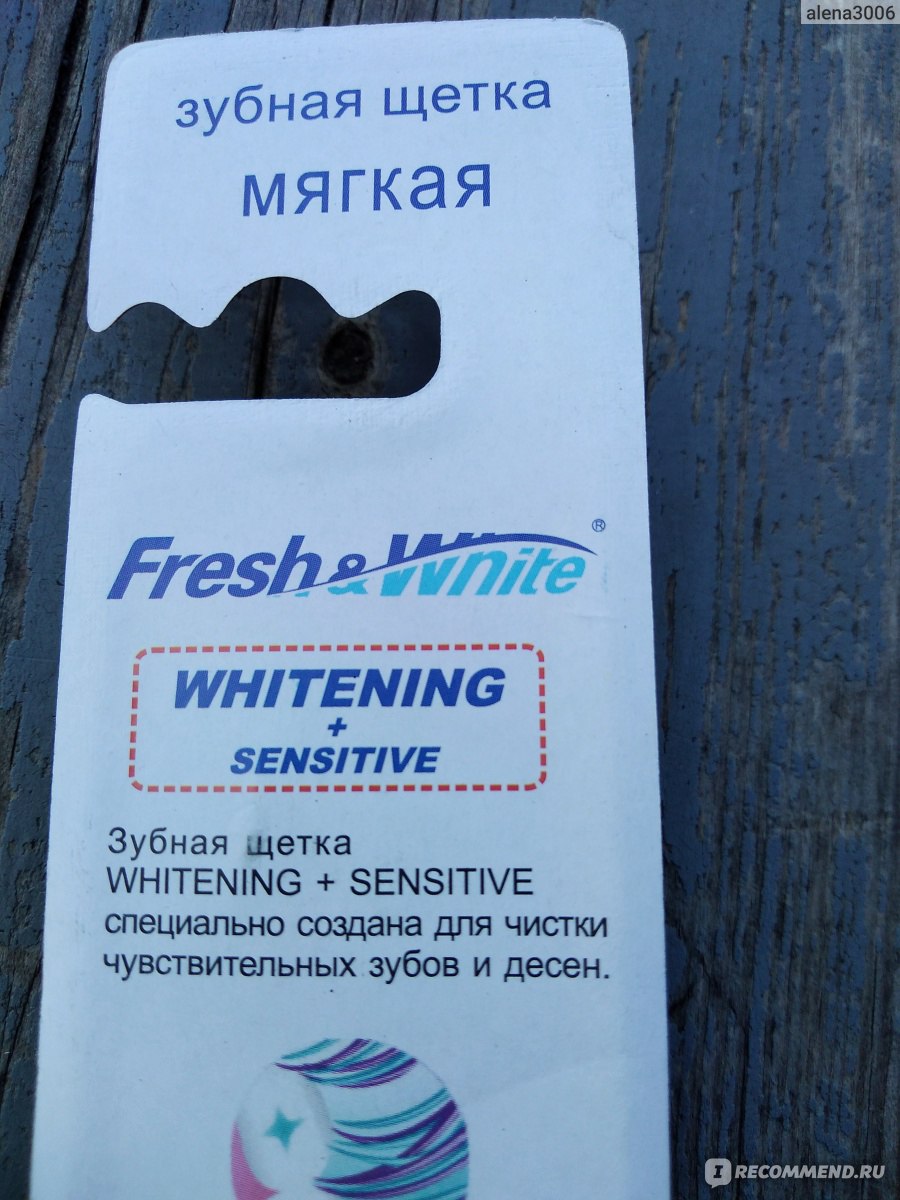 alena3006
зубная щетка
мягкая
Fresh & White ®
WHITENING
+
SENSITIVE
Зубная щетка
WHITENING + SENSITIVE
специально создана для чистки
чувствительных зубов и десен.
IRECOMMEND.RU